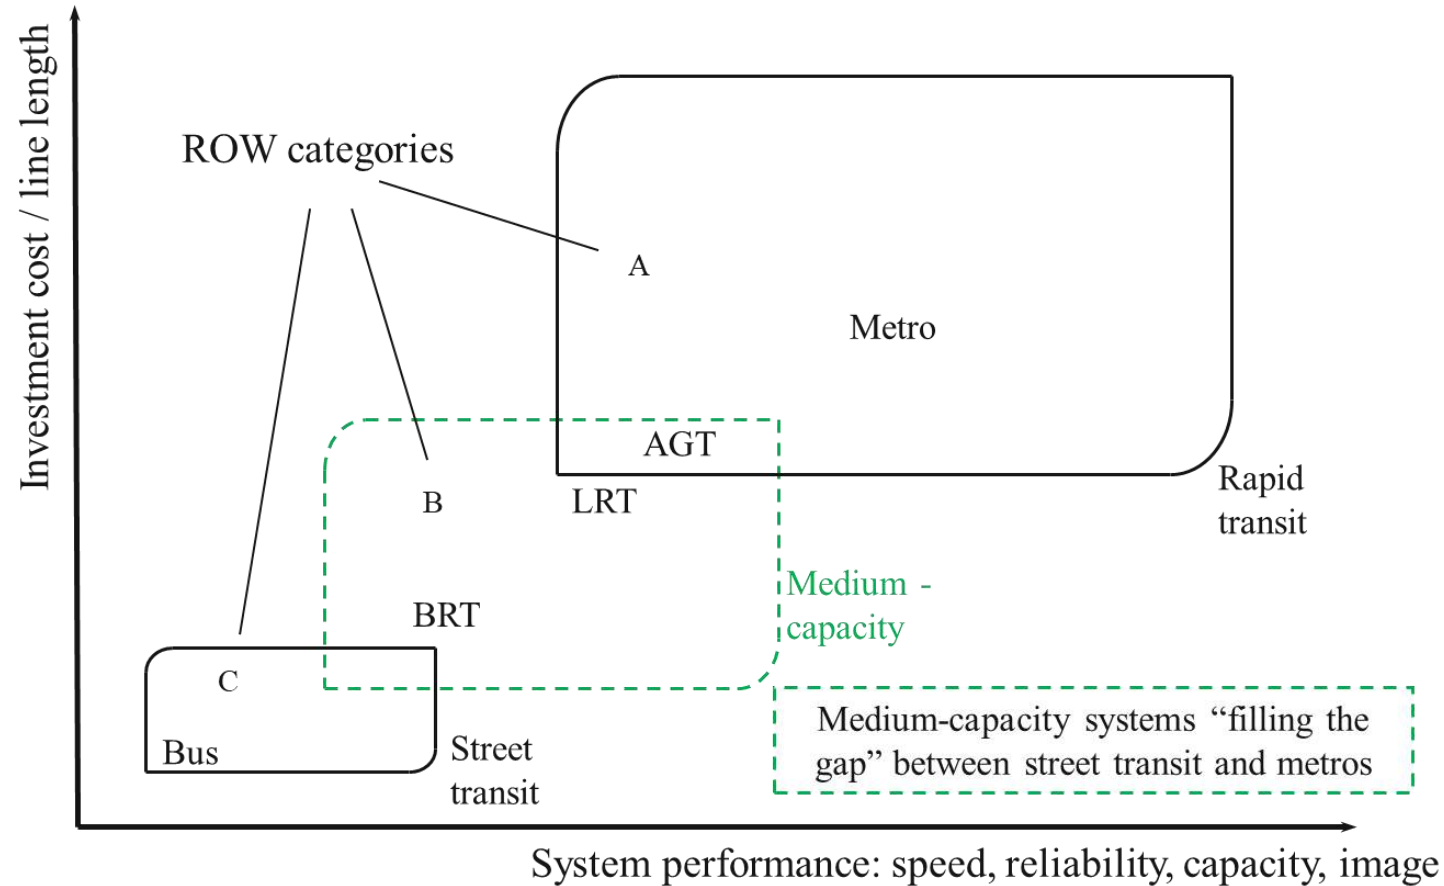 Investment cost / line length
ROW categories
A
Metro
AGT
B
LRT
Rapid
transit
BRT
Medium -
capacity
C
Bus
Street
transit
Medium-capacity systems “filling the
gap” between street transit and metros
System performance: speed, reliability, capacity, image